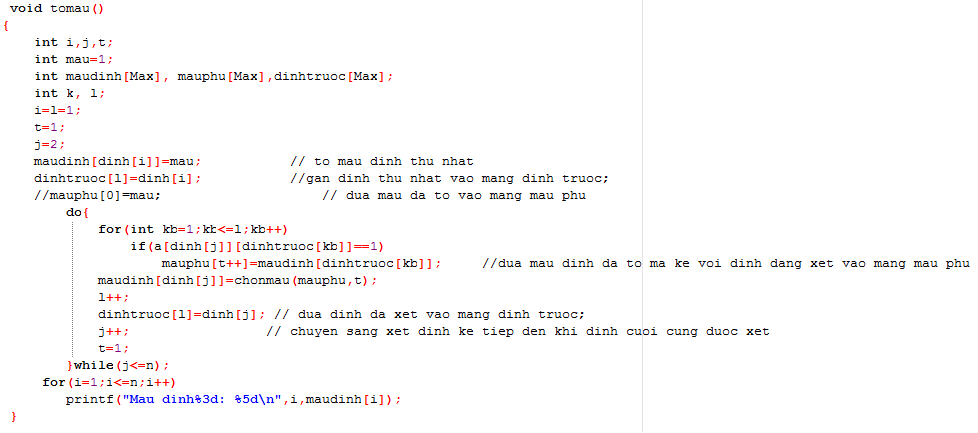 void tomau()
{
    int i,j,t;
    int mau=1;
    int maudinh[Max], mauphu[Max],dinhtruoc[Max];
    int k, l;
    i=l=1;
    t=1;
    j=2;
    maudinh[dinh[i]]=mau;            // to mau dinh thu nhat
    dinhtruoc[l]=dinh[i];            //gan dinh thu nhat vao mang dinh truoc;
    //mauphu[0]=mau;                     // dua mau da to vao mang mau phu
        do{
            for(int kb=1;kb<=l;kb++)
                if(a[dinh[j]][dinhtruoc[kb]]==1)
                    mauphu[t++]=maudinh[dinhtruoc[kb]];     //dua mau dinh da to ma ke voi dinh dang xet vao mang mau phu
            maudinh[dinh[j]]=chonmau(mauphu,t);
            l++;
            dinhtruoc[l]=dinh[j]; // dua dinh da xet vao mang dinh truoc;
            j++;                  // chuyen sang xet dinh ke tiep den khi dinh cuoi cung duoc xet
            t=1;
        }while(j<=n);
     for(i=1;i<=n;i++)
        printf("Mau dinh%3d: %5d\n",i,maudinh[i]);
 }